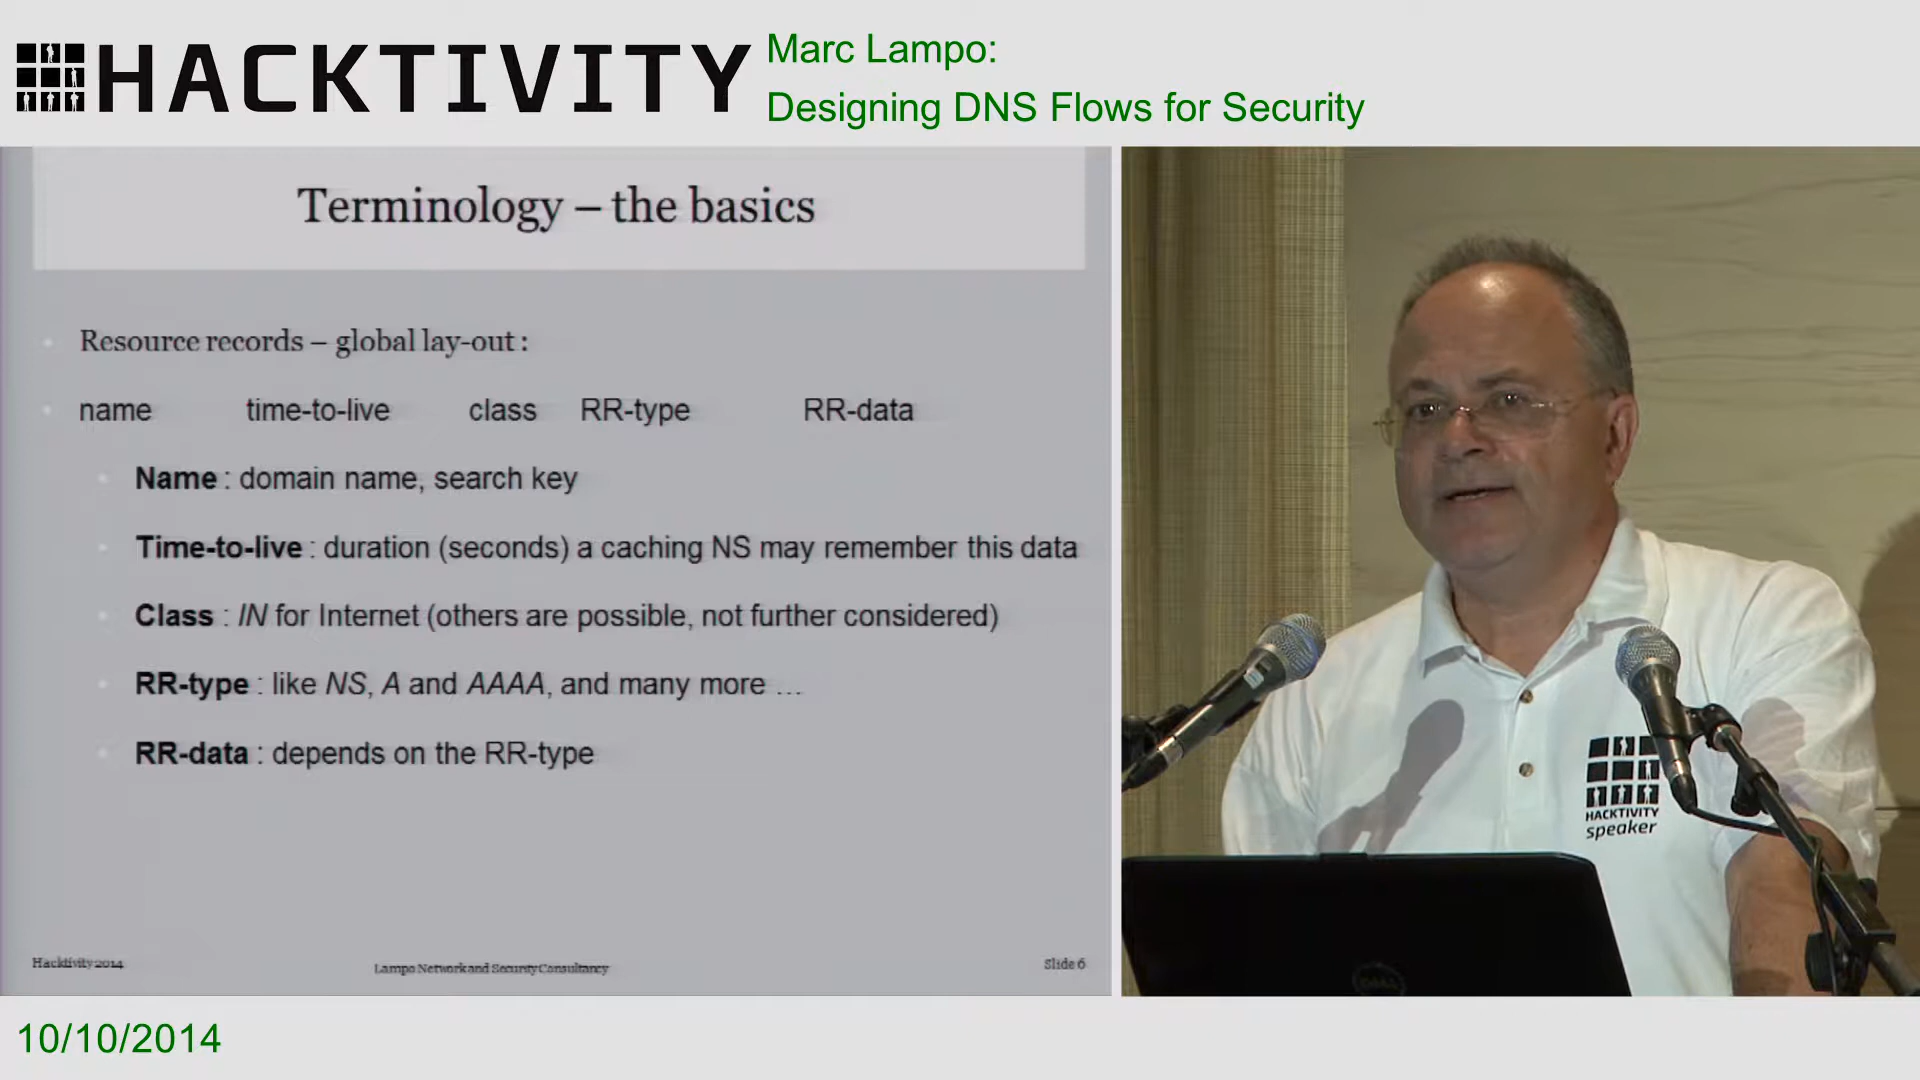 HACKTIVITY
Marc Lampo:
Designing DNS Flows for Security
Terminology – the basics
Resource records – global lay-out :
name time-to-live class RR-type RR-data
Name : domain name, search key
Time-to-live : duration (seconds) a caching NS may remember this data
Class : IN for Internet (others are possible, not further considered)
RR-type : like NS, A and AAAA, and many more …
RR-data : depends on the RR-type
Hacktivity 2014
Lampo Network and Security Consultancy
Slide 6
HACKTIVITY
speaker
DELL
10/10/2014